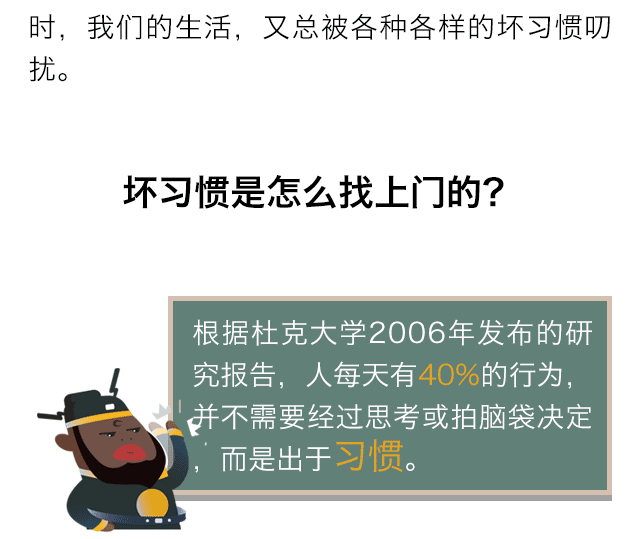 时，我们的生活，又总被各种各样的坏习惯叨
扰。
坏习惯是怎么找上门的？
根据杜克大学2006年发布的研
究报告，人每天有40%的行为，
并不需要经过思考或拍脑袋决定
，而是出于习惯。